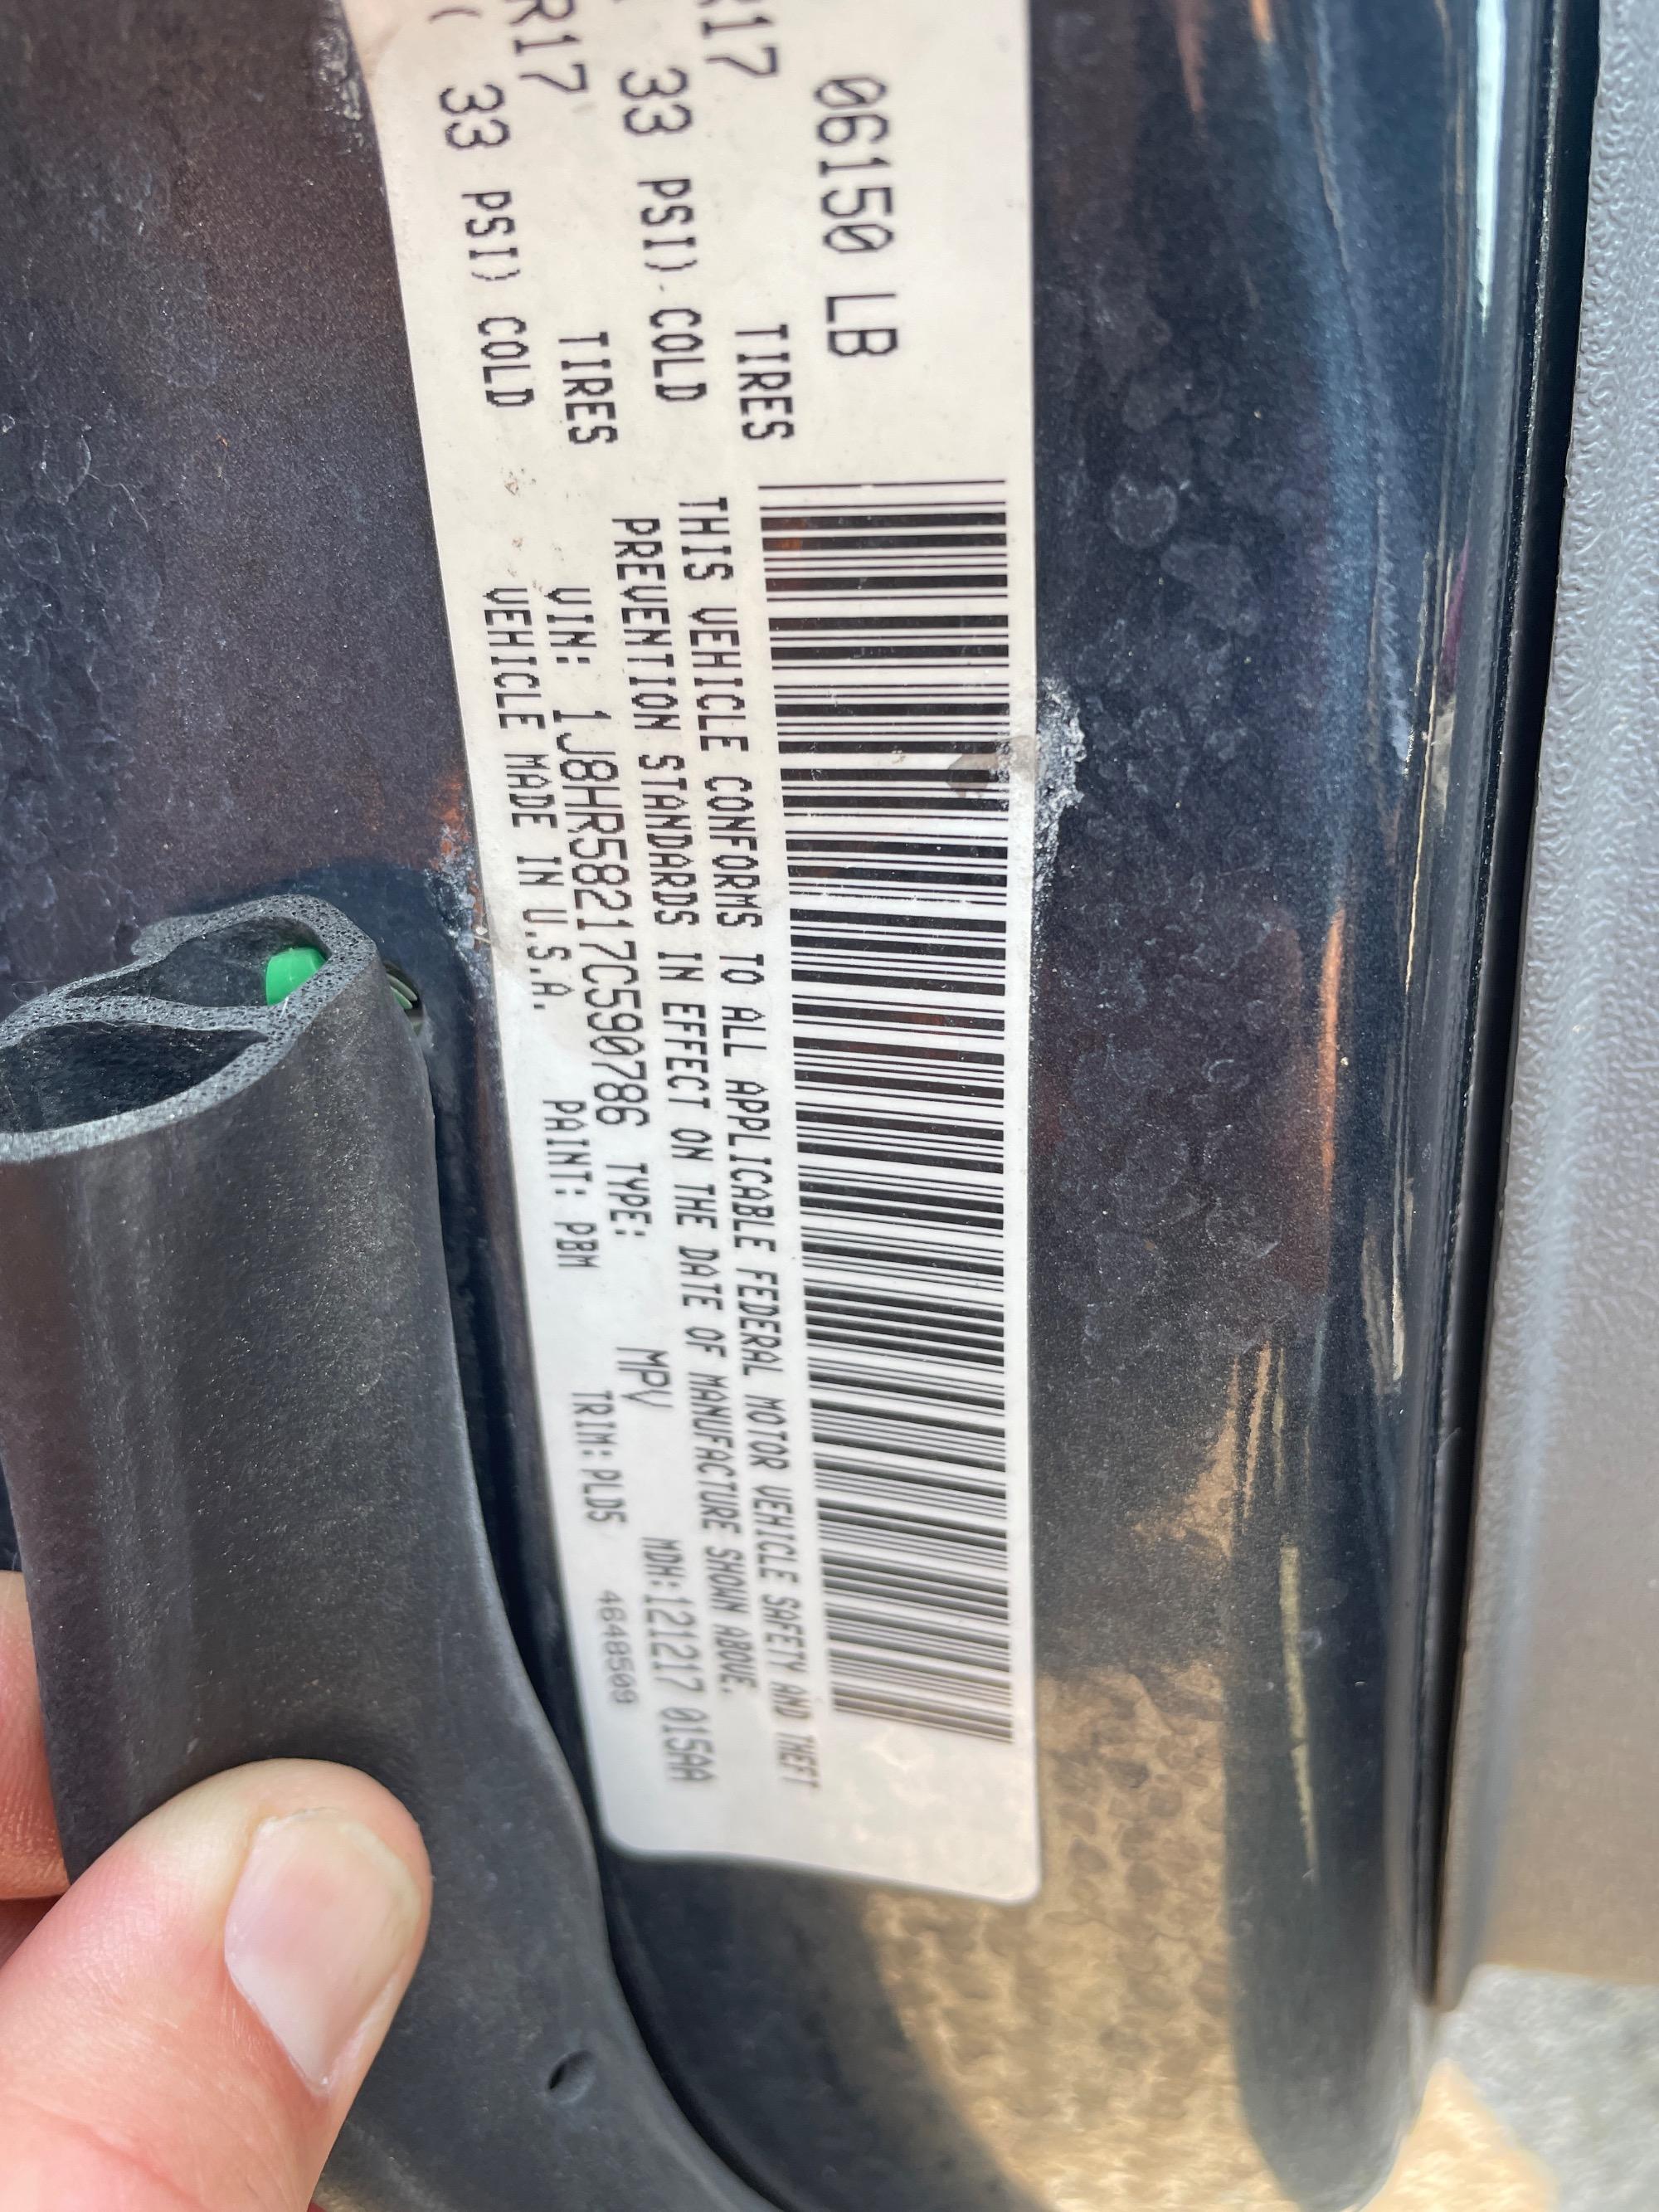 06150 LB
R17 TIRES
33 PSI) COLD
R17 TIRES
( 33 PSI) COLD
THIS VEHICLE CONFORMS TO ALL APPLICABLE FEDERAL MOTOR VEHICLE SAFETY AND THEFT
PREVENTION STANDARDS IN EFFECT ON THE DATE OF MANUFACTURE SHOWN ABOVE.
VIN: 1J8HR58217C590786 TYPE: MPV MDH:121217 015AA
VEHICLE MADE IN U.S.A. PAINT: PBM TRIM: PLD5 4648509